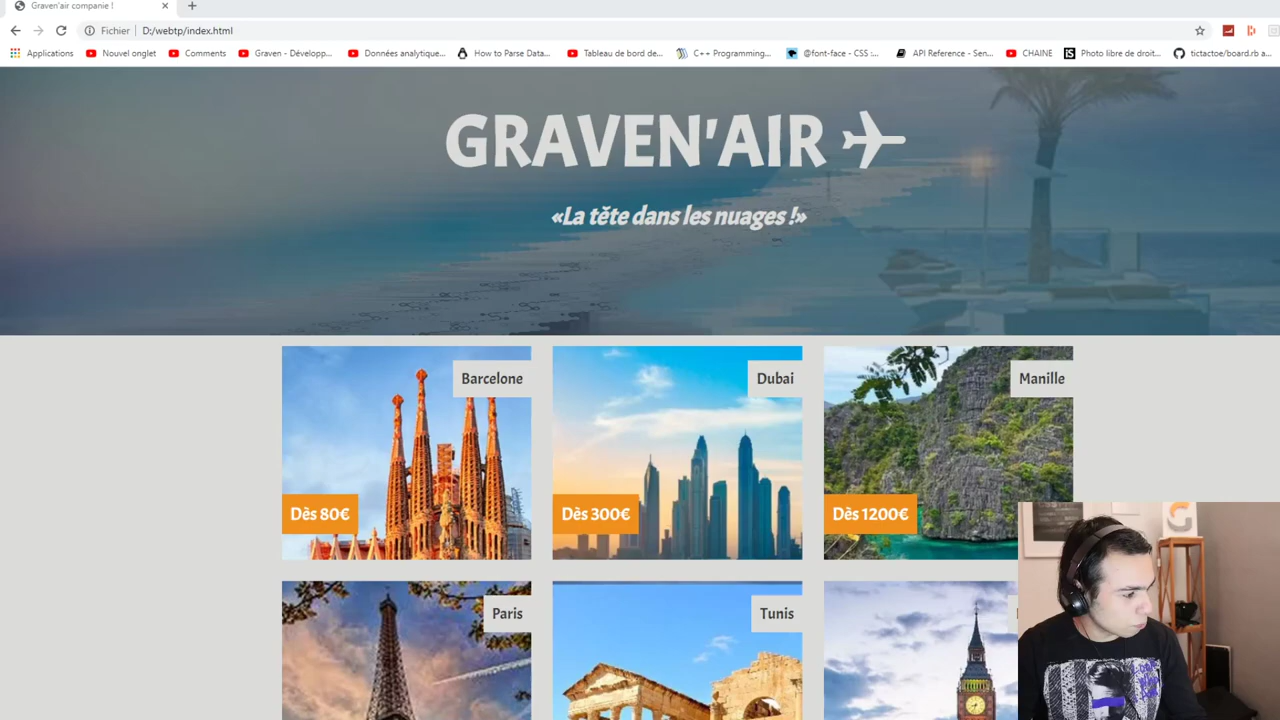 Graven'air companie !
Fichier D:/webtp/index.html
Applications Nouvel onglet Comments Graven - Développ... Données analytique... How to Parse Data... Tableau de bord de... C++ Programming... @font-face - CSS :... API Reference - Sen... CHAINE Photo libre de droit... tictactoe/board.rb a...
GRAVEN'AIR
«La tête dans les nuages !»
Barcelone
Dubai
Manille
Dès 80€
Dès 300€
Dès 1200€
Paris
Tunis